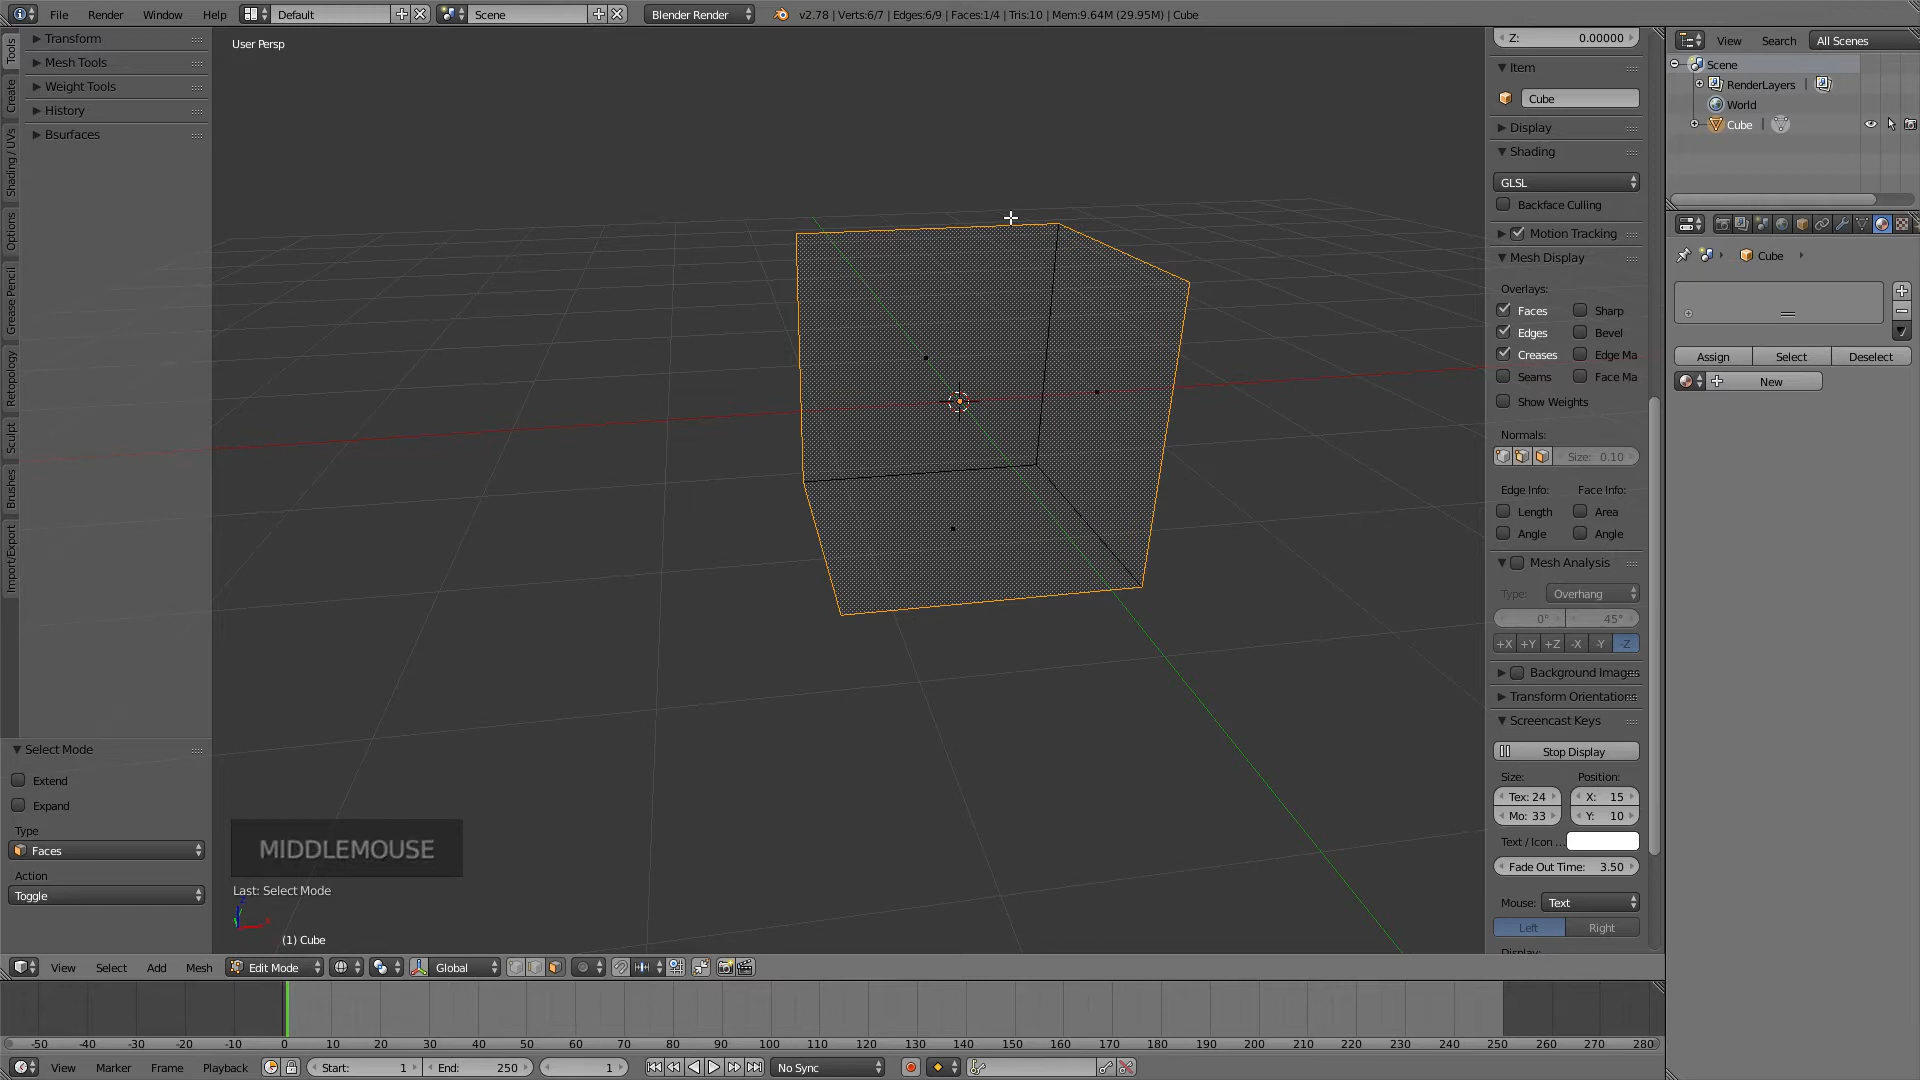 File Render Window Help Default Scene Blender Render v2.78 | Verts:6/7 | Edges:6/9 | Faces:1/4 | Tris:10 | Mem:9.64M (29.95M) | Cube
Tools
Create
Shading / UVs
Options
Grease Pencil
Retopology
Sculpt
Brushes
Import/Export
Transform
Mesh Tools
Weight Tools
History
Bsurfaces
Select Mode
Extend
Expand
Type
Faces
Action
Toggle
User Persp
MIDDLEMOUSE
Last: Select Mode
(1) Cube
Z: 0.00000
Item
Cube
Display
Shading
GLSL
Backface Culling
Motion Tracking
Mesh Display
Overlays:
Faces Sharp
Edges Bevel
Creases Edge Ma
Seams Face Ma
Show Weights
Normals:
Size: 0.10
Edge Info: Face Info:
Length Area
Angle Angle
Mesh Analysis
Type: Overhang
0° 45°
+X +Y +Z -X -Y -Z
Background Images
Transform Orientations
Screencast Keys
Stop Display
Size: Position:
Tex: 24 X: 15
Mo: 33 Y: 10
Text / Icon ...
Fade Out Time: 3.50
Mouse: Text
Left Right
View Search All Scenes
Scene
RenderLayers |
World
Cube |
Cube
Assign Select Deselect
New
View Select Add Mesh Edit Mode Global
-50 -40 -30 -20 -10 0 10 20 30 40 50 60 70 80 90 100 110 120 130 140 150 160 170 180 190 200 210 220 230 240 250 260 270 280
View Marker Frame Playback Start: 1 End: 250 1 No Sync